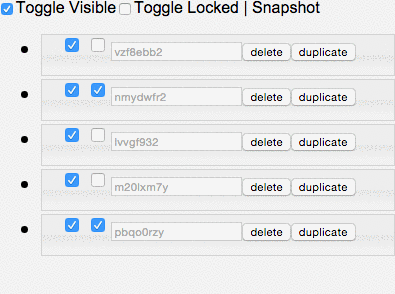 Toggle Visible Toggle Locked | Snapshot
vzf8ebb2 delete duplicate
nmydwfr2 delete duplicate
lvvgf932 delete duplicate
m20lxm7y delete duplicate
pbqo0rzy delete duplicate